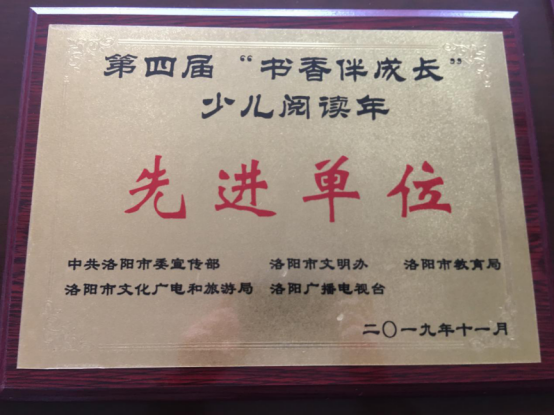 第四届“书香伴成长”
少儿阅读年
先进单位
中共洛阳市委宣传部 洛阳市文明办 洛阳市教育局
洛阳市文化广电和旅游局 洛阳广播电视台
二〇一九年十一月